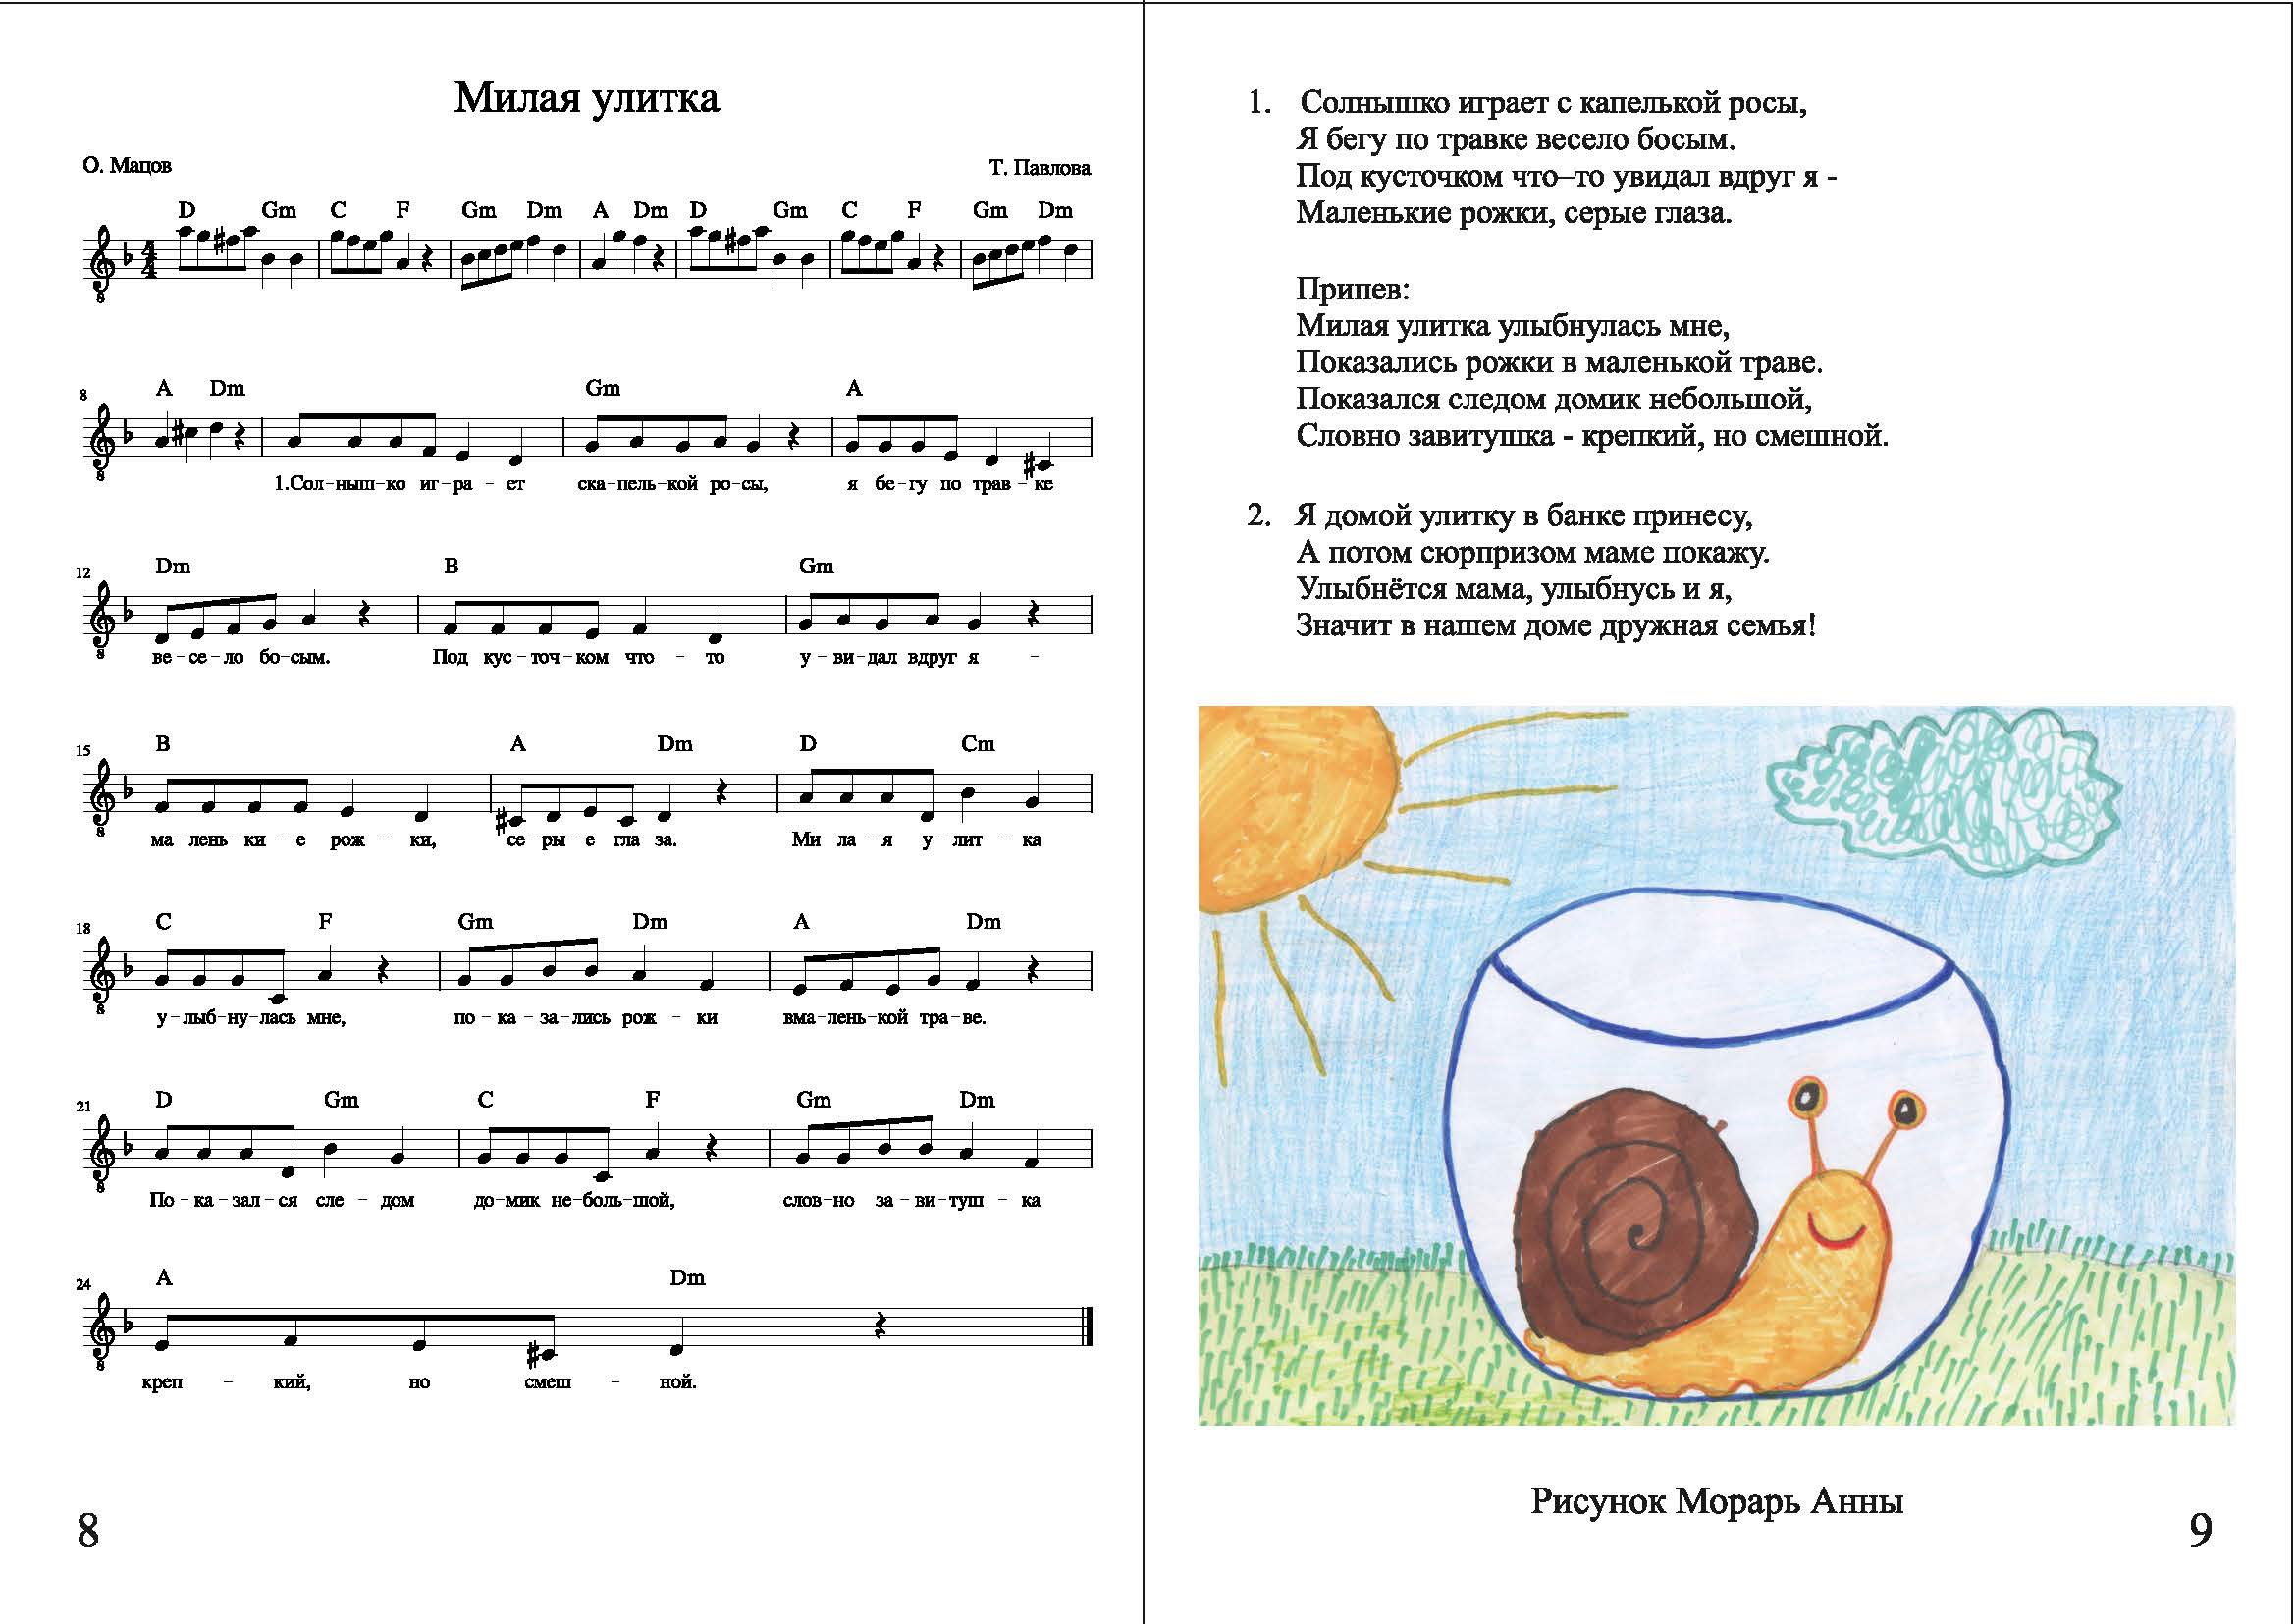 Милая улитка
О. Мацов
Т. Павлова
D Gm C F Gm Dm A Dm D Gm C F Gm Dm
4
4
8
8
A Dm Gm A
8
1.Сол-ныш-ко иг-ра-ет ска-пель-кой ро-сы, я бе-гу по трав-ке
12
Dm B Gm
8
ве-се-ло бо-сым. Под кус-точ-ком что-то у-ви-дал вдруг я -
15
B A Dm D Cm
8
ма-лень-ки-е рож-ки, се-ры-е гла-за. Ми-ла-я у-лит-ка
18
C F Gm Dm A Dm
8
у-лыб-ну-лась мне, по-ка-за-лись рож-ки вма-лень-кой тра-ве.
21
D Gm C F Gm Dm
8
По-ка-зал-ся сле-дом до-мик не-боль-шой, слов-но за-ви-туш-ка
24
A Dm
8
креп-кий, но смеш-ной.
8
1. Солнышко играет с капелькой росы,
Я бегу по травке весело босым.
Под кусточком что–то увидал вдруг я -
Маленькие рожки, серые глаза.
Припев:
Милая улитка улыбнулась мне,
Показались рожки в маленькой траве.
Показался следом домик небольшой,
Словно завитушка - крепкий, но смешной.
2. Я домой улитку в банке принесу,
А потом сюрпризом маме покажу.
Улыбнётся мама, улыбнусь и я,
Значит в нашем доме дружная семья!
Рисунок Морарь Анны
9